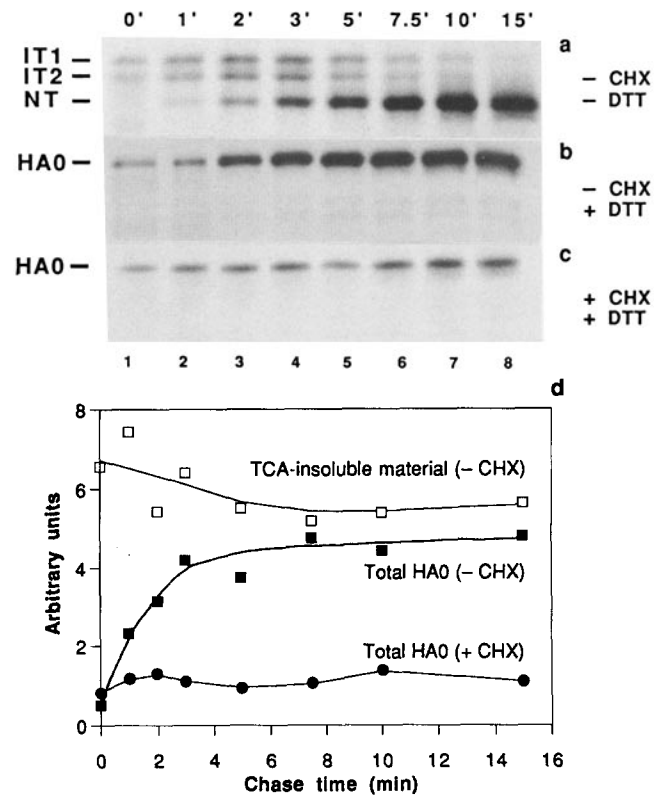 0' 1' 2' 3' 5' 7.5' 10' 15'
a
IT1
IT2 – CHX
NT – DTT
b
HA0
– CHX
+ DTT
c
HA0
+ CHX
+ DTT
1 2 3 4 5 6 7 8
d
8
6
4
2
0
Arbitrary units
TCA-insoluble material (– CHX)
Total HA0 (– CHX)
Total HA0 (+ CHX)
0 2 4 6 8 10 12 14 16
Chase time (min)